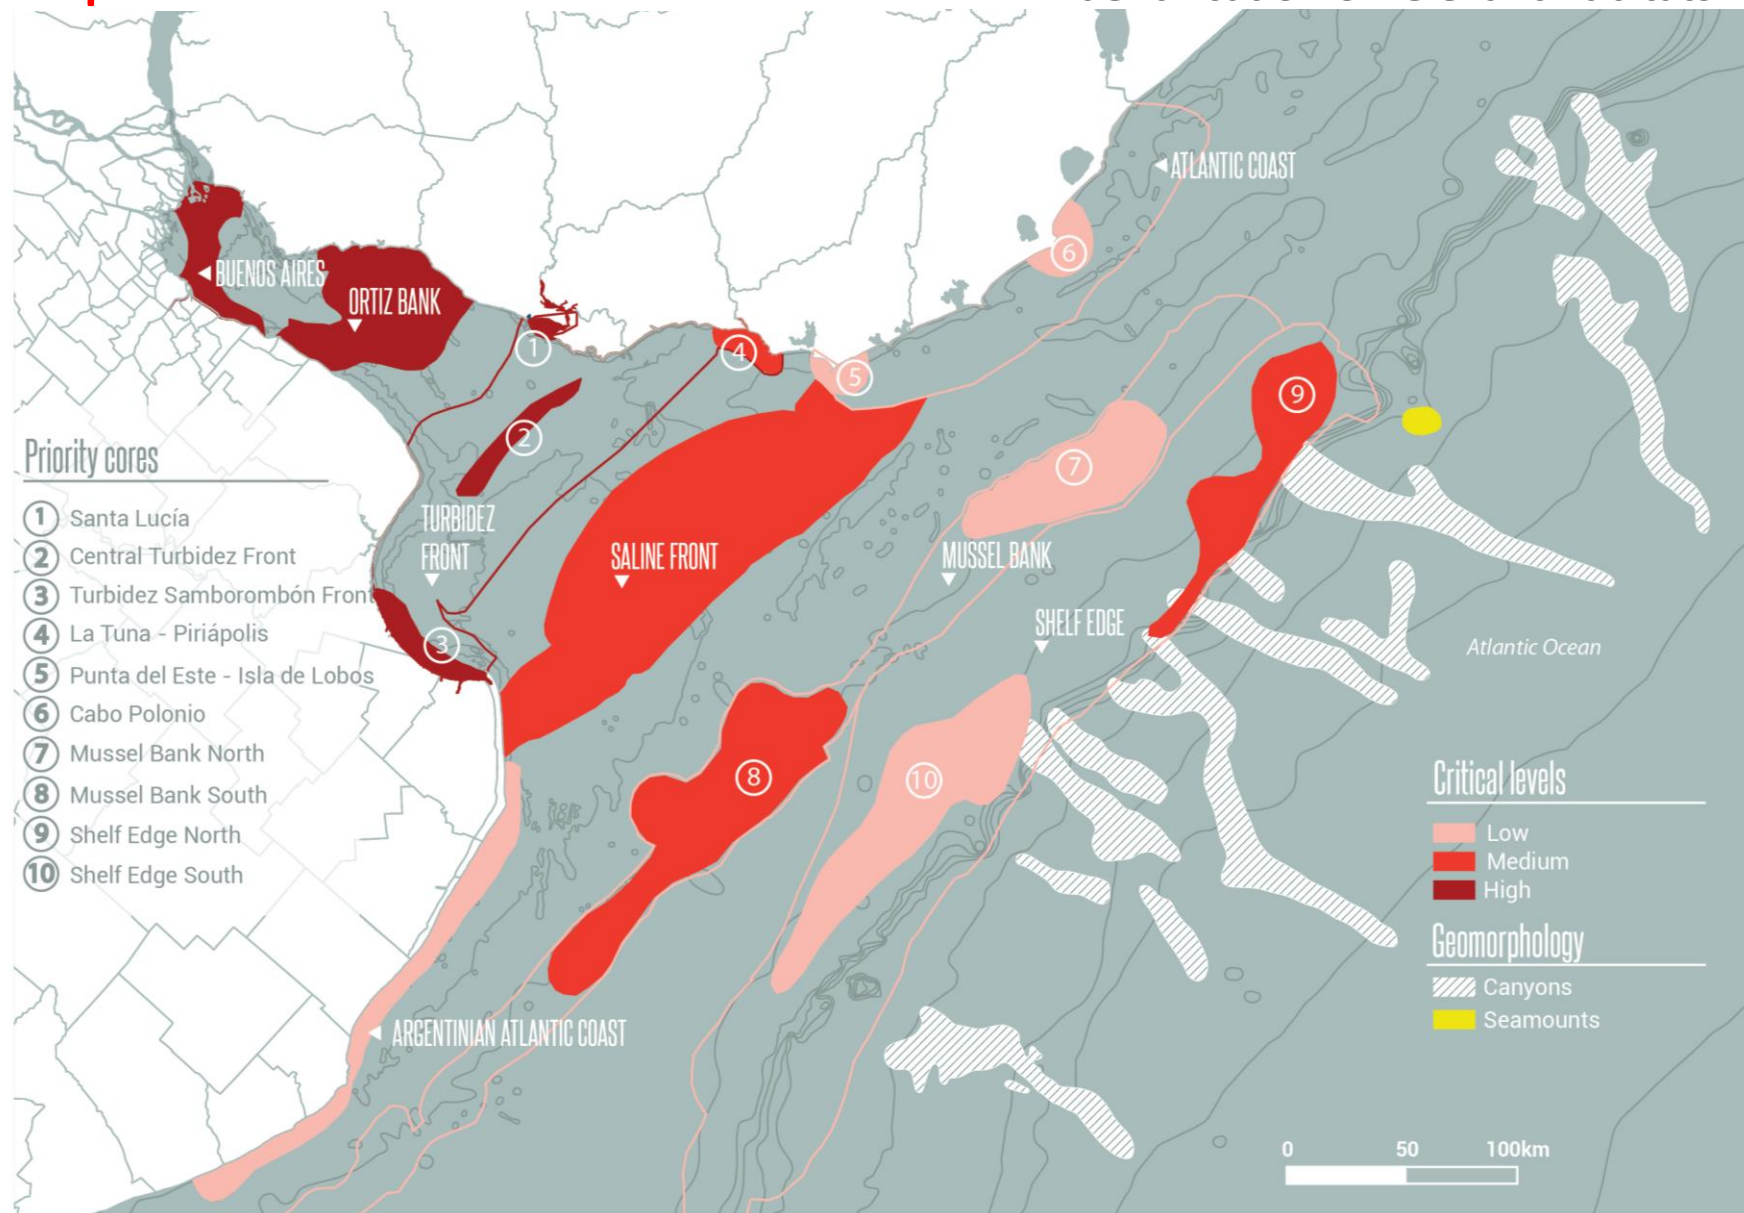 ATLANTIC COAST
6
BUENOS AIRES
ORTIZ BANK
1
4
5
9
2
7
TURBIDEZ
FRONT
SALINE FRONT
MUSSEL BANK
3
SHELF EDGE
Atlantic Ocean
8
10
ARGENTINIAN ATLANTIC COAST
Priority cores
1 Santa Lucía
2 Central Turbidez Front
3 Turbidez Samborombón Front
4 La Tuna - Piriápolis
5 Punta del Este - Isla de Lobos
6 Cabo Polonio
7 Mussel Bank North
8 Mussel Bank South
9 Shelf Edge North
10 Shelf Edge South
Critical levels
Low
Medium
High
Geomorphology
Canyons
Seamounts
0 50 100km